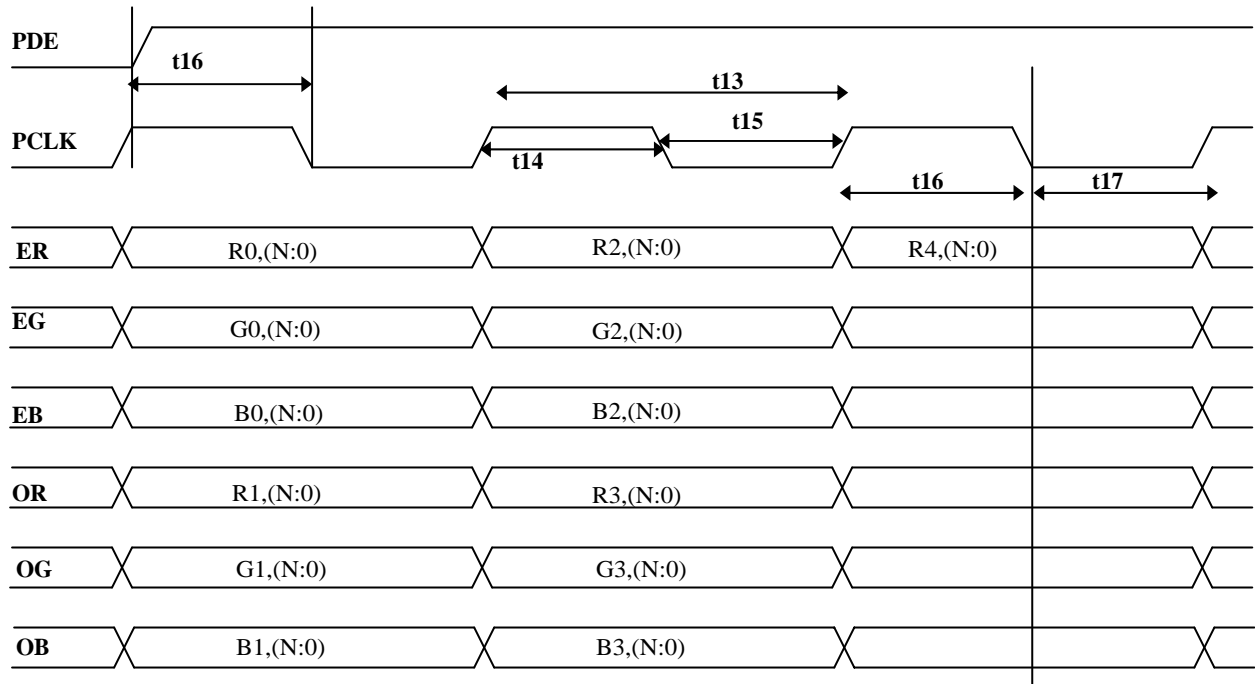 PDE
t16
t13
PCLK
t15
t14
t16
t17
ER
R0,(N:0)
R2,(N:0)
R4,(N:0)
EG
G0,(N:0)
G2,(N:0)
EB
B0,(N:0)
B2,(N:0)
OR
R1,(N:0)
R3,(N:0)
OG
G1,(N:0)
G3,(N:0)
OB
B1,(N:0)
B3,(N:0)